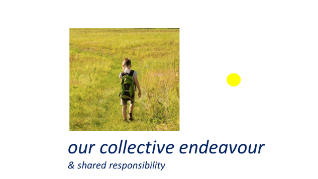 our collective endeavour
& shared responsibility